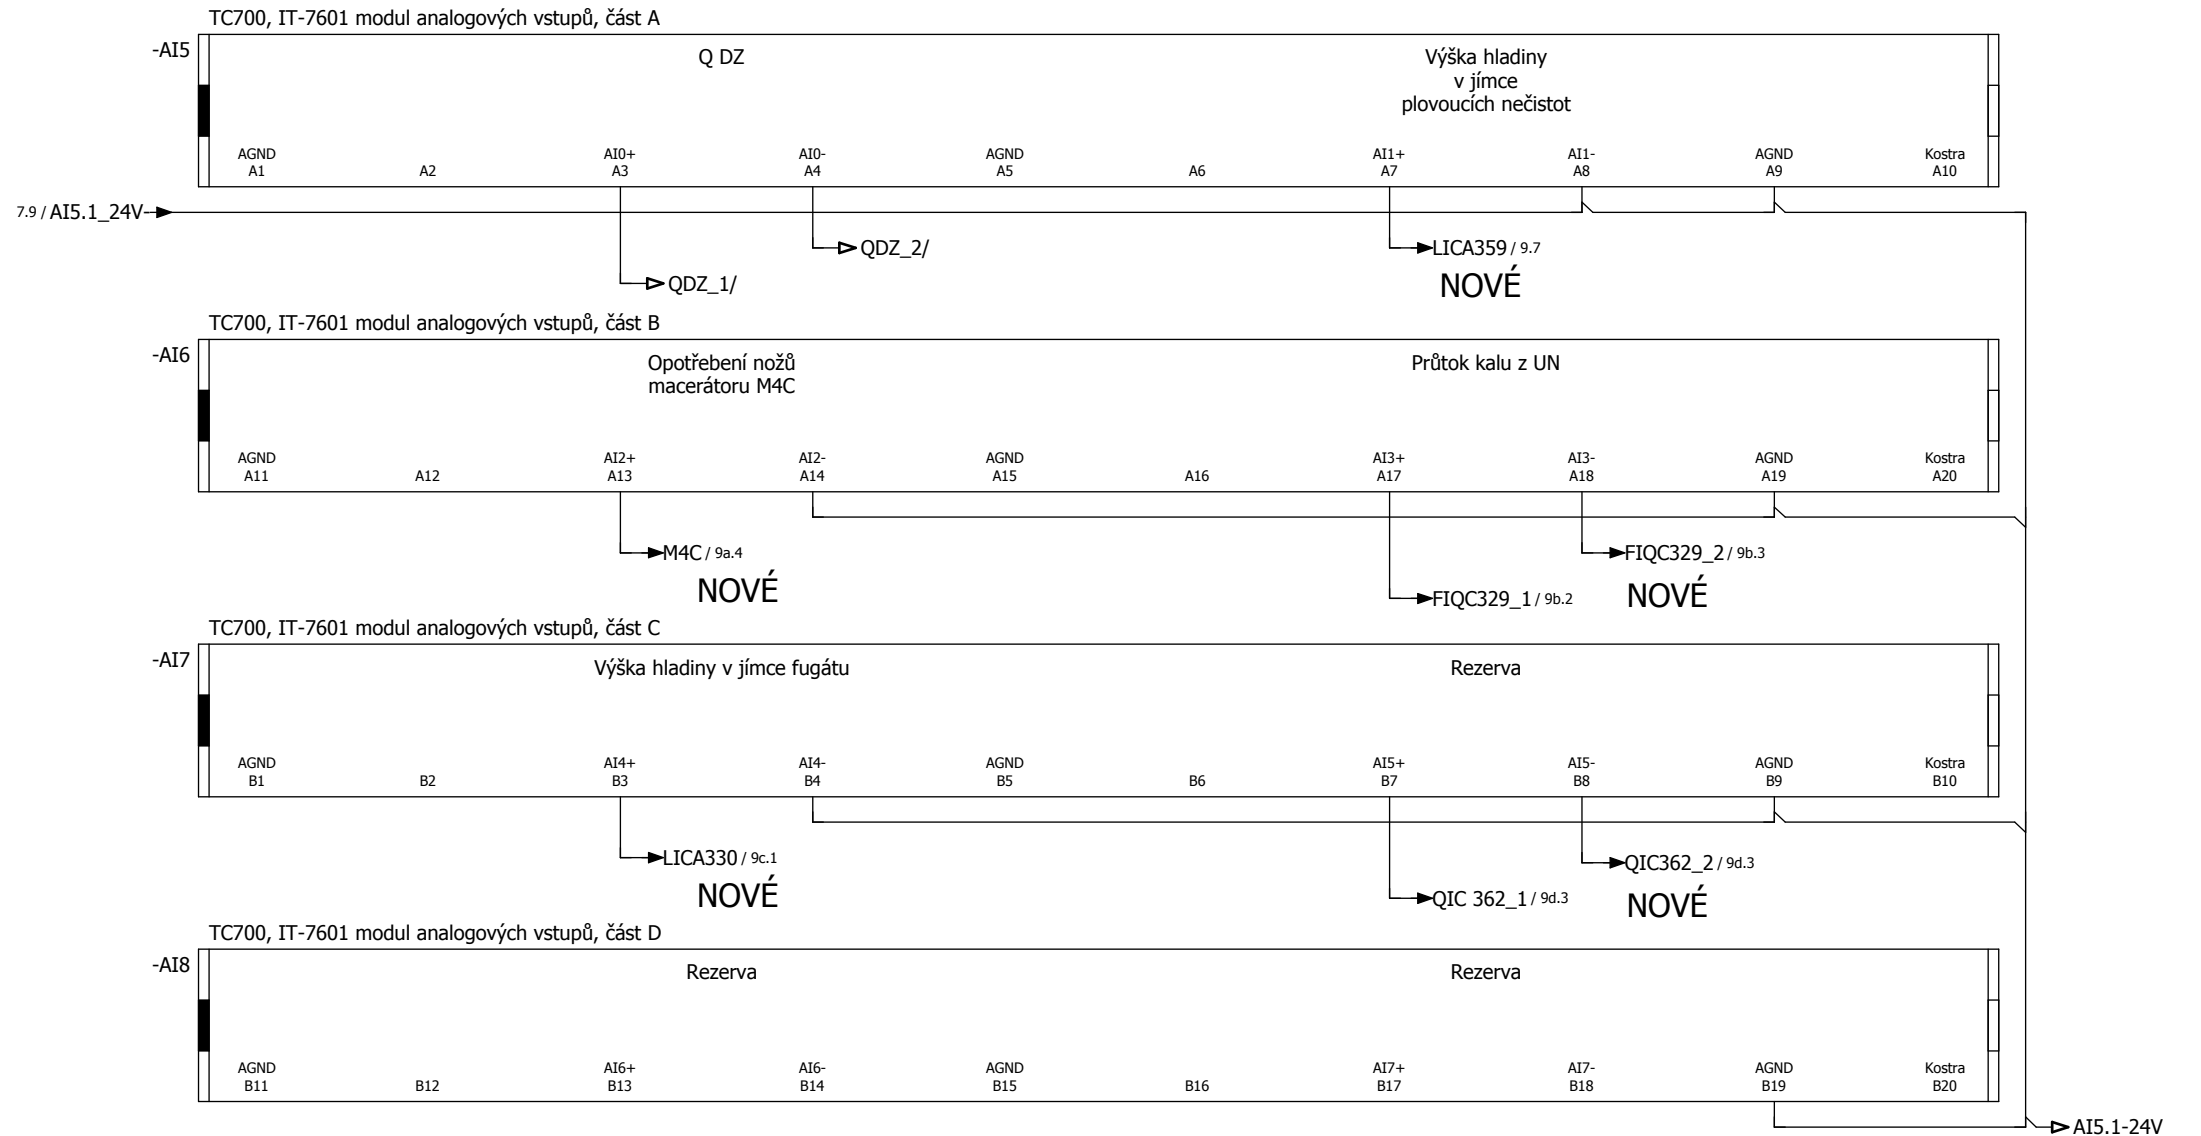 TC700, IT-7601 modul analogových vstupů, část A
-AI5
Q DZ
Výška hladiny
v jímce
plovoucích nečistot
AGND AI0+ AI0- AGND AI1+ AI1- AGND Kostra
A1 A2 A3 A4 A5 A6 A7 A8 A9 A10
7.9 / AI5.1_24V-
QDZ_2/
LICA359 / 9.7
QDZ_1/
NOVÉ
TC700, IT-7601 modul analogových vstupů, část B
-AI6
Opotřebení nožů
macerátoru M4C
Průtok kalu z UN
AGND AI2+ AI2- AGND AI3+ AI3- AGND Kostra
A11 A12 A13 A14 A15 A16 A17 A18 A19 A20
M4C / 9a.4
FIQC329_2 / 9b.3
NOVÉ
FIQC329_1 / 9b.2
NOVÉ
TC700, IT-7601 modul analogových vstupů, část C
-AI7
Výška hladiny v jímce fugátu
Rezerva
AGND AI4+ AI4- AGND AI5+ AI5- AGND Kostra
B1 B2 B3 B4 B5 B6 B7 B8 B9 B10
LICA330 / 9c.1
QIC362_2 / 9d.3
NOVÉ
QIC 362_1 / 9d.3
NOVÉ
TC700, IT-7601 modul analogových vstupů, část D
-AI8
Rezerva
Rezerva
AGND AI6+ AI6- AGND AI7+ AI7- AGND Kostra
B11 B12 B13 B14 B15 B16 B17 B18 B19 B20
AI5.1-24V